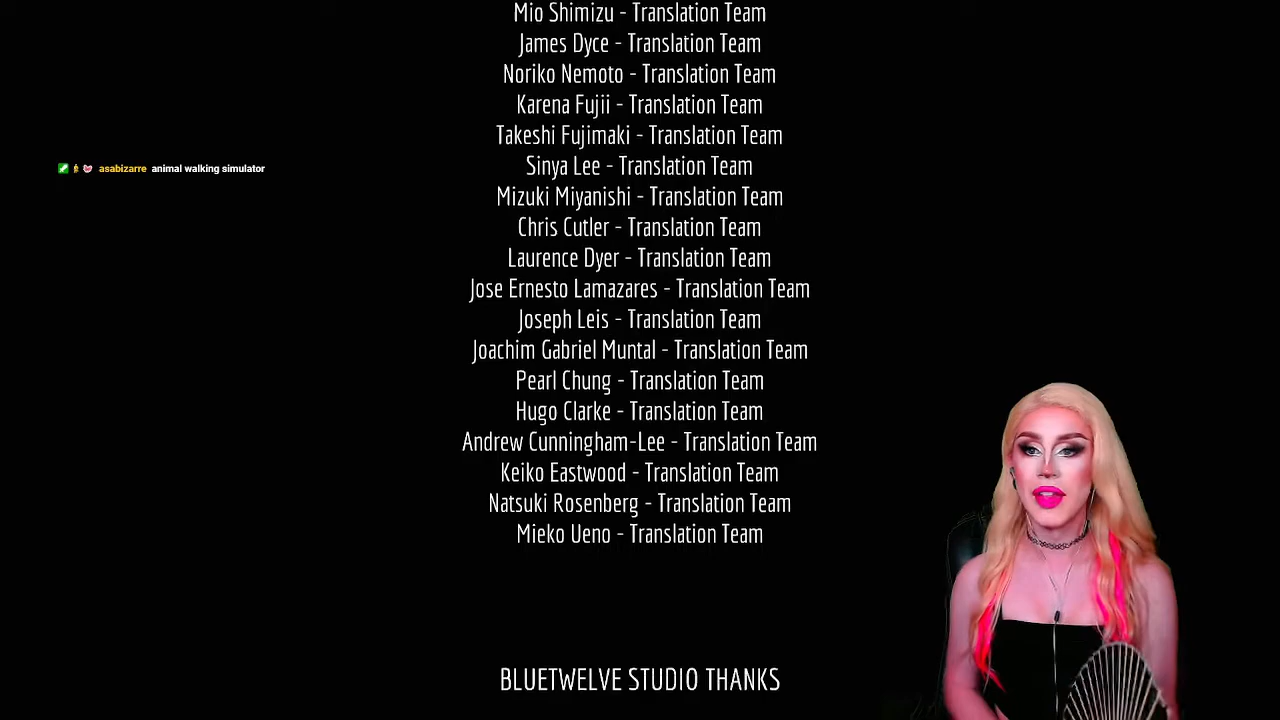 Mio Shimizu - Translation Team
James Dyce - Translation Team
Noriko Nemoto - Translation Team
Karena Fujii - Translation Team
Takeshi Fujimaki - Translation Team
asabizarre animal walking simulator
Sinya Lee - Translation Team
Mizuki Miyanishi - Translation Team
Chris Cutler - Translation Team
Laurence Dyer - Translation Team
Jose Ernesto Lamazares - Translation Team
Joseph Leis - Translation Team
Joachim Gabriel Muntal - Translation Team
Pearl Chung - Translation Team
Hugo Clarke - Translation Team
Andrew Cunningham-Lee - Translation Team
Keiko Eastwood - Translation Team
Natsuki Rosenberg - Translation Team
Mieko Ueno - Translation Team
BLUETWELVE STUDIO THANKS